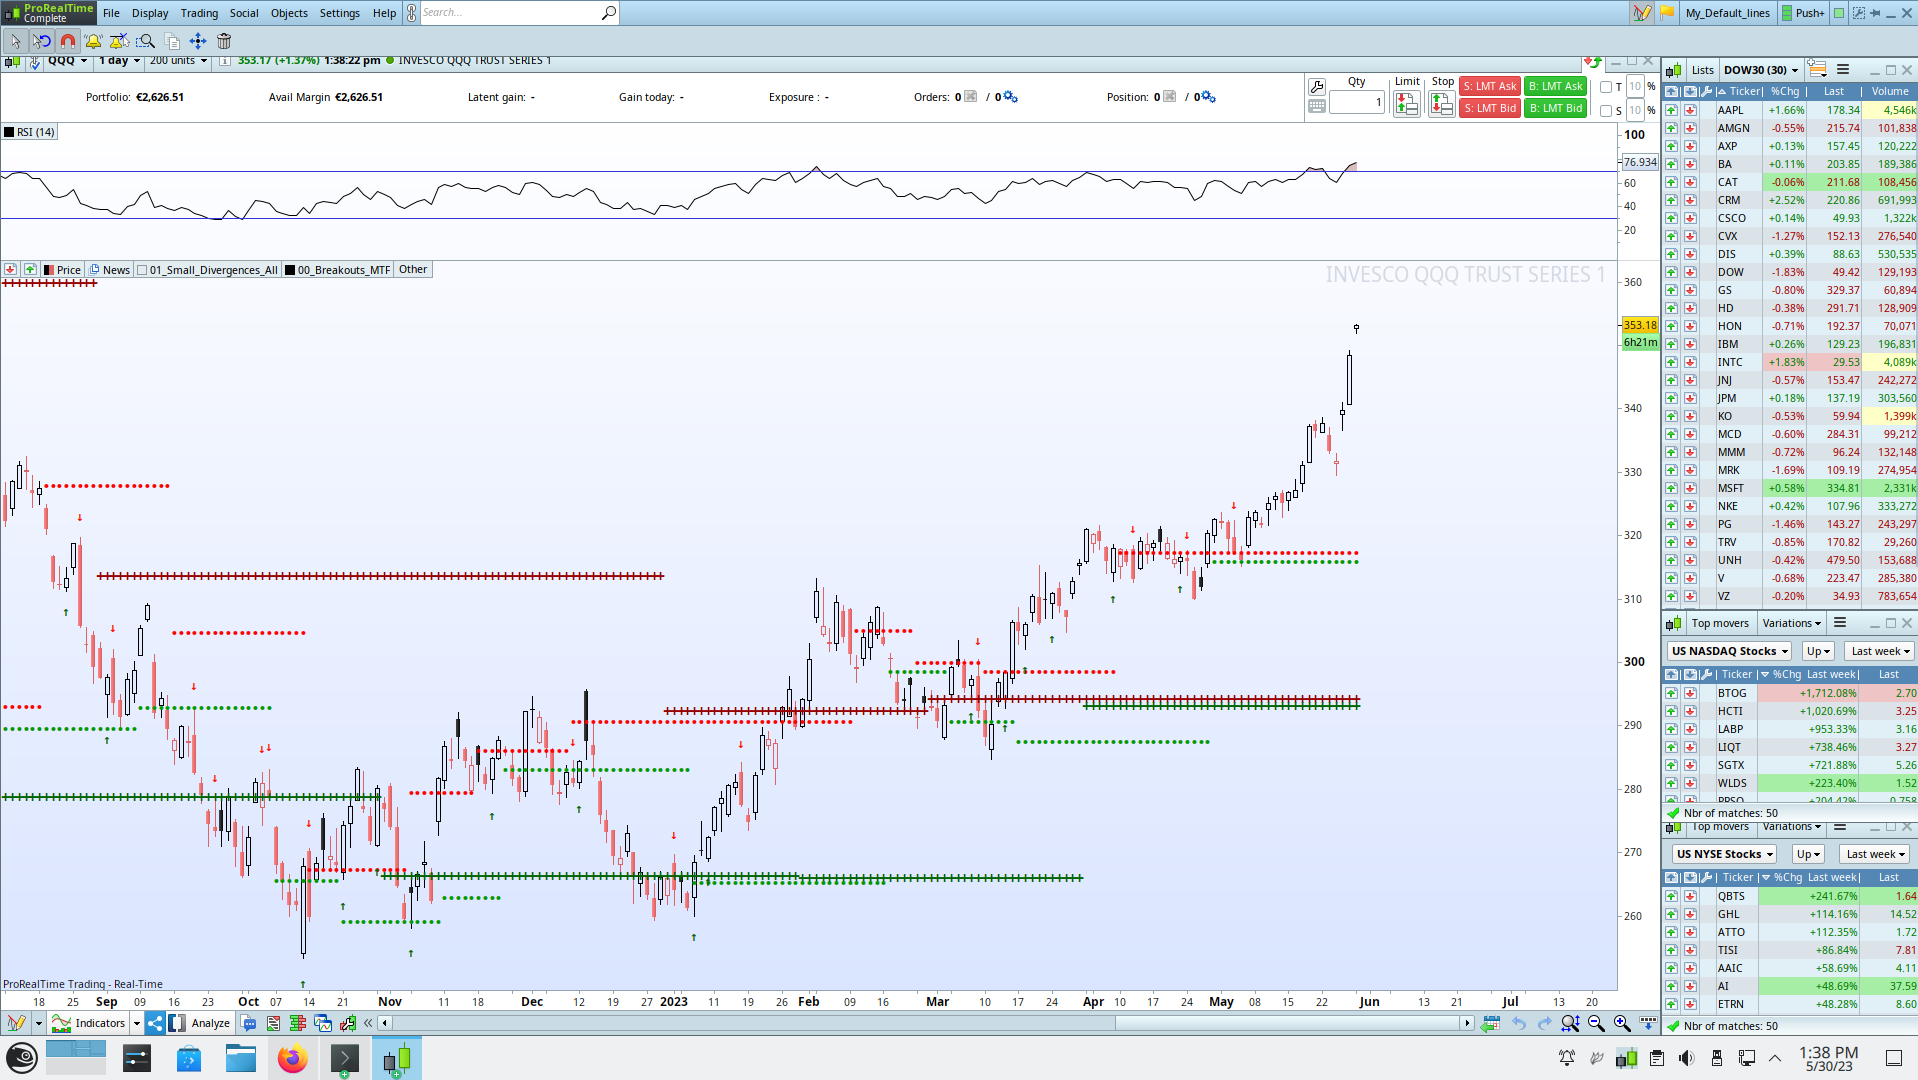 ProRealTime
Complete
File Display Trading Social Objects Settings Help Search...
My_Default_lines Push+
QQQ 1 day 200 units 353.17 (+1.37%) 1:38:22 pm INVESCO QQQ TRUST SERIES 1
Portfolio: €2,626.51 Avail Margin €2,626.51 Latent gain: - Gain today: - Exposure : - Orders: 0 / 0 Position: 0 / 0
Qty Limit Stop S: LMT Ask B: LMT Ask T 10 %
1 S: LMT Bid B: LMT Bid S 10 %
RSI (14)
100
76.934
60
40
20
Price News 01_Small_Divergences_All 00_Breakouts_MTF Other
INVESCO QQQ TRUST SERIES 1
360
353.18
6h21m
340
330
320
310
300
290
280
270
260
ProRealTime Trading - Real-Time
18 25 Sep 09 16 23 Oct 07 14 21 Nov 11 18 Dec 12 19 27 2023 11 19 26 Feb 09 16 Mar 10 17 24 Apr 10 17 24 May 08 15 22 Jun 13 21 Jul 13 20
Indicators Analyze
Lists DOW30 (30)
Ticker %Chg Last Volume
AAPL +1.66% 178.34 4,546k
AMGN -0.55% 215.74 101,838
AXP +0.13% 157.45 120,222
BA +0.11% 203.85 189,386
CAT -0.06% 211.68 108,456
CRM +2.52% 220.86 691,993
CSCO +0.14% 49.93 1,322k
CVX -1.27% 152.13 276,540
DIS +0.39% 88.63 530,535
DOW -1.83% 49.42 129,193
GS -0.80% 329.37 60,894
HD -0.38% 291.71 128,909
HON -0.71% 192.37 70,071
IBM +0.26% 129.23 196,831
INTC +1.83% 29.53 4,089k
JNJ -0.57% 153.47 242,272
JPM +0.18% 137.19 303,560
KO -0.53% 59.94 1,399k
MCD -0.60% 284.31 99,212
MMM -0.72% 96.24 132,148
MRK -1.69% 109.19 274,954
MSFT +0.58% 334.81 2,331k
NKE +0.42% 107.96 333,272
PG -1.46% 143.27 243,297
TRV -0.85% 170.82 29,260
UNH -0.42% 479.50 153,688
V -0.68% 223.47 285,380
VZ -0.20% 34.93 783,654
Top movers Variations
US NASDAQ Stocks Up Last week
Ticker %Chg Last week Last
BTOG +1,712.08% 2.70
HCTI +1,020.69% 3.25
LABP +953.33% 3.16
LIQT +738.46% 3.27
SGTX +721.88% 5.26
WLDS +223.40% 1.52
+204.42% 0.758
Nbr of matches: 50
Top movers Variations
US NYSE Stocks Up Last week
Ticker %Chg Last week Last
QBTS +241.67% 1.64
GHL +114.16% 14.52
ATTO +112.35% 1.72
TISI +86.84% 7.81
AAIC +58.69% 4.11
AI +48.69% 37.59
ETRN +48.28% 8.60
Nbr of matches: 50
1:38 PM
5/30/23